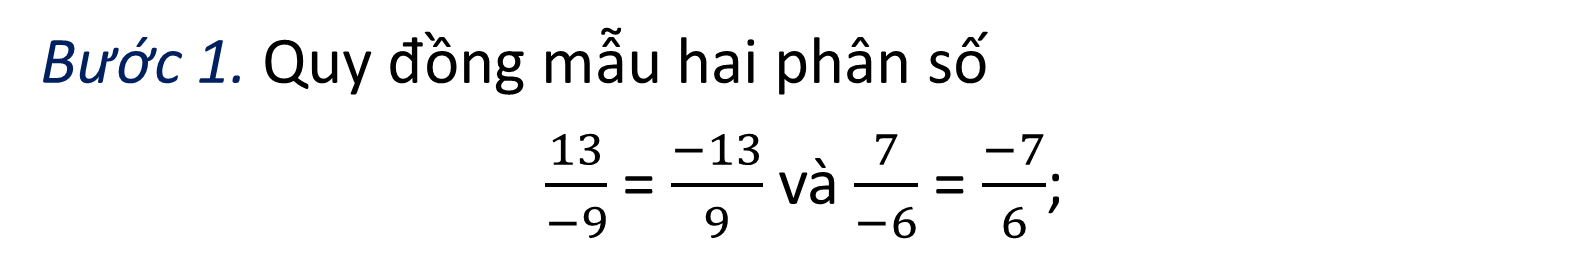 Bước 1. Quy đồng mẫu hai phân số
13/−9 = −13/9 và 7/−6 = −7/6;